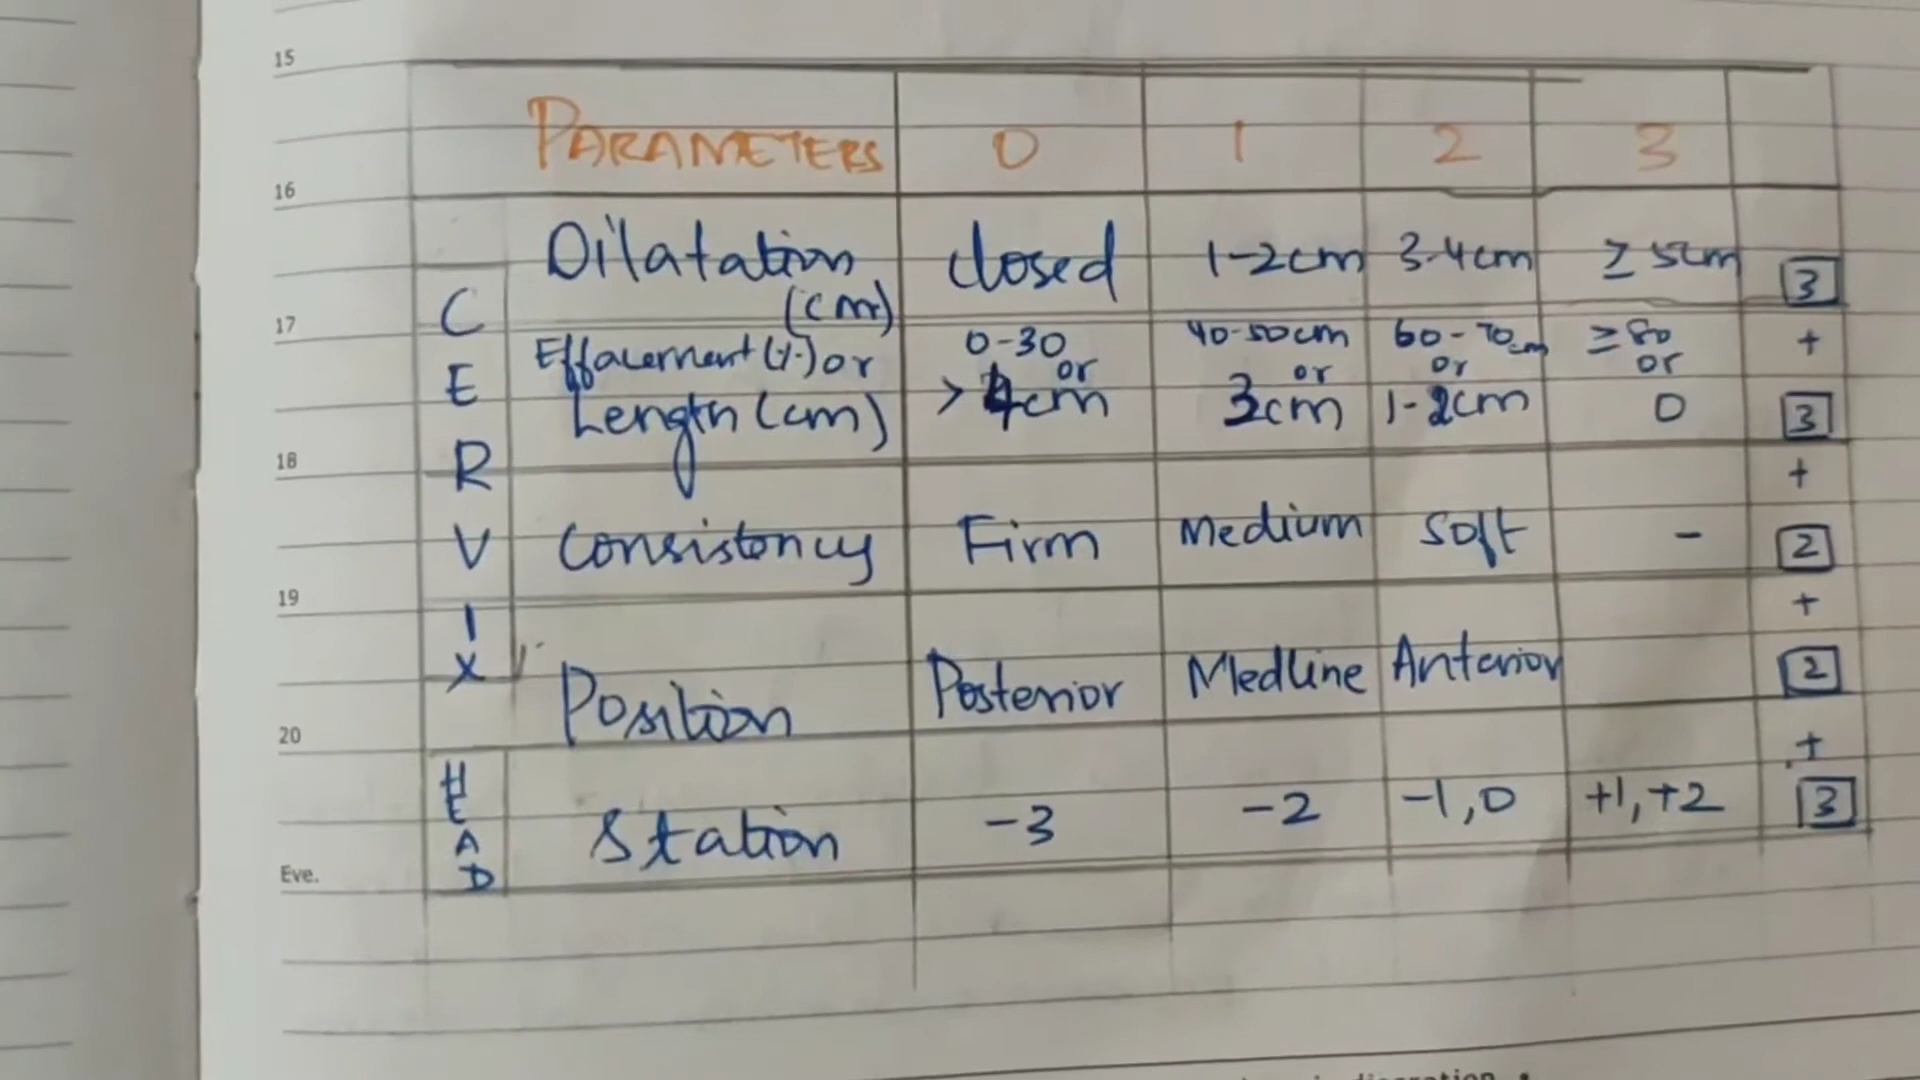 15
PARAMETERS 0 1 2 3
16
Dilatation (cm) closed 1-2cm 3-4cm ≥ 5cm 3
17
Effacement (%) or 0-30 or 40-50cm or 60-70cm or ≥80 or +
Length (cm) > 4cm 3cm 1-2cm 0 3
18
+
Consistency Firm Medium Soft - 2
19
+
Position Posterior Medline Anterior 2
20
+
Station -3 -2 -1,0 +1,+2 3
Eve.
CERVIX
HEAD